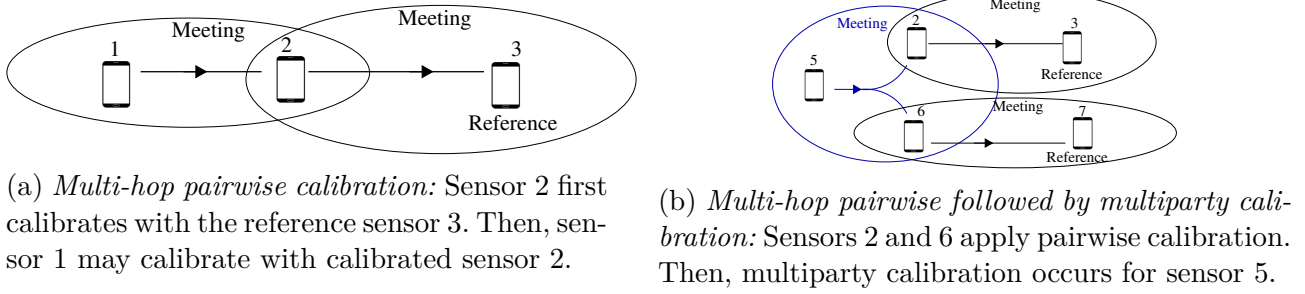 Meeting
Meeting
1
2
3
Reference
(a) Multi-hop pairwise calibration: Sensor 2 first
calibrates with the reference sensor 3. Then, sen-
sor 1 may calibrate with calibrated sensor 2.
Meeting
Meeting
2
3
5
Reference
Meeting
6
7
Reference
(b) Multi-hop pairwise followed by multiparty cali-
bration: Sensors 2 and 6 apply pairwise calibration.
Then, multiparty calibration occurs for sensor 5.